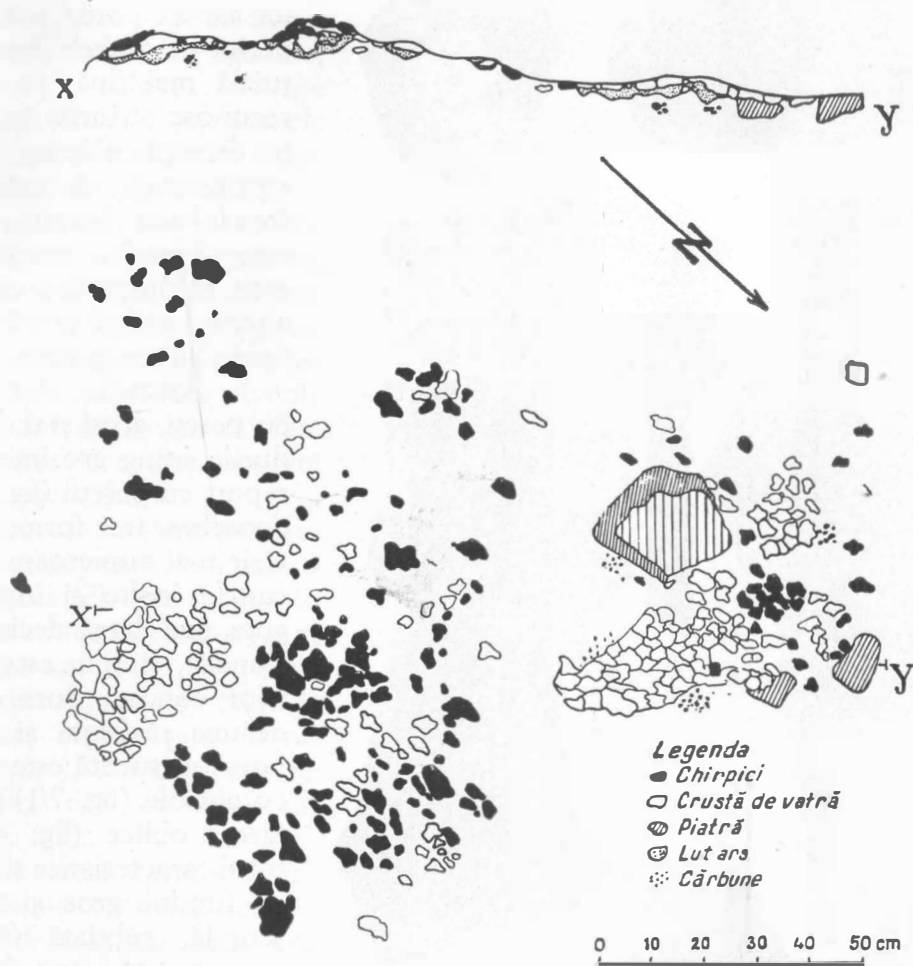 X
Y
X
Y
Legenda
Chirpici
Crustă de vatră
Piatră
Lut ars
Cărbune
0 10 20 30 40 50 cm